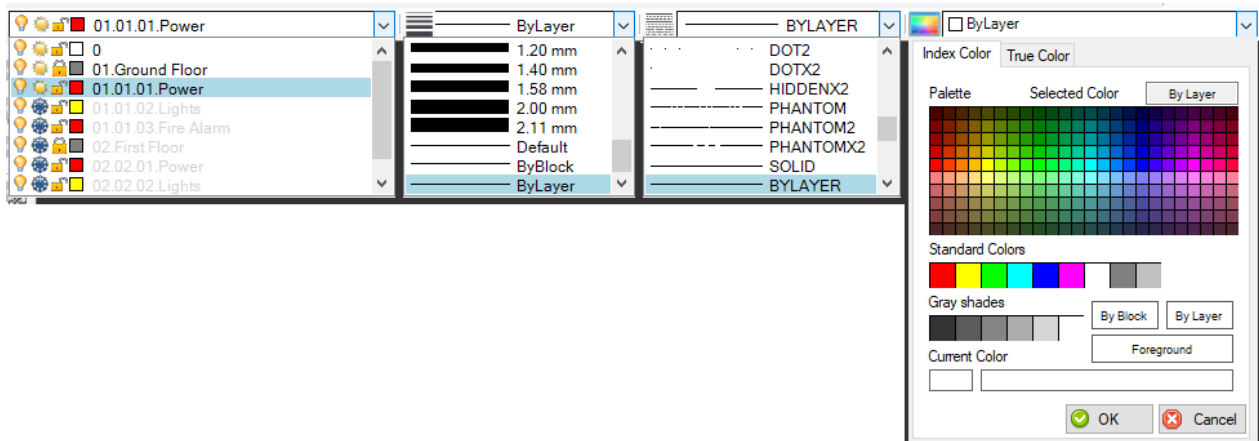 01.01.01.Power
0
01.Ground Floor
01.01.01.Power
01.01.02.Lights
01.01.03.Fire Alarm
02.First Floor
02.02.01.Power
02.02.02.Lights
ByLayer
1.20 mm
1.40 mm
1.58 mm
2.00 mm
2.11 mm
Default
ByBlock
ByLayer
BYLAYER
DOT2
DOTX2
HIDDENX2
PHANTOM
PHANTOM2
PHANTOMX2
SOLID
BYLAYER
ByLayer
Index Color True Color
Palette Selected Color By Layer
Standard Colors
Gray shades
By Block By Layer
Foreground
Current Color
OK Cancel